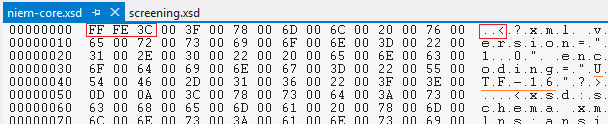 niem-core.xsd screening.xsd
00000000 FF FE 3C 00 3F 00 78 00 6D 00 6C 00 20 00 76 00 ..<.?.x.m.l. .v.
00000010 65 00 72 00 73 00 69 00 6F 00 6E 00 3D 00 22 00 e.r.s.i.o.n.=.".
00000020 31 00 2E 00 30 00 22 00 20 00 65 00 6E 00 63 00 1...0.". .e.n.c.
00000030 6F 00 64 00 69 00 6E 00 67 00 3D 00 22 00 55 00 o.d.i.n.g.=.".U.
00000040 54 00 46 00 2D 00 31 00 36 00 22 00 3F 00 3E 00 T.F.-.1.6.".?.>.
00000050 0D 00 0A 00 3C 00 78 00 73 00 64 00 3A 00 73 00 ....<.x.s.d.:.s.
00000060 63 00 68 00 65 00 6D 00 61 00 20 00 78 00 6D 00 c.h.e.m.a. .x.m.
00000070 6C 00 6E 00 73 00 3A 00 61 00 6E 00 73 00 69 00 l.n.s.:.a.n.s.i.